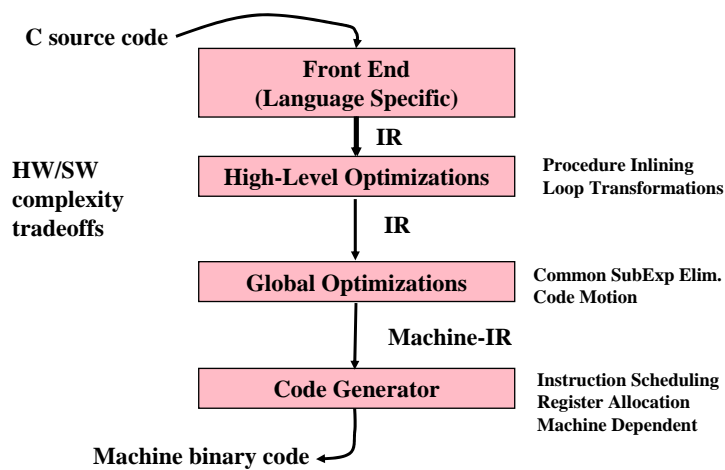 C source code
Front End
(Language Specific)
IR
HW/SW
complexity
tradeoffs
High-Level Optimizations
Procedure Inlining
Loop Transformations
IR
Global Optimizations
Common SubExp Elim.
Code Motion
Machine-IR
Code Generator
Instruction Scheduling
Register Allocation
Machine Dependent
Machine binary code